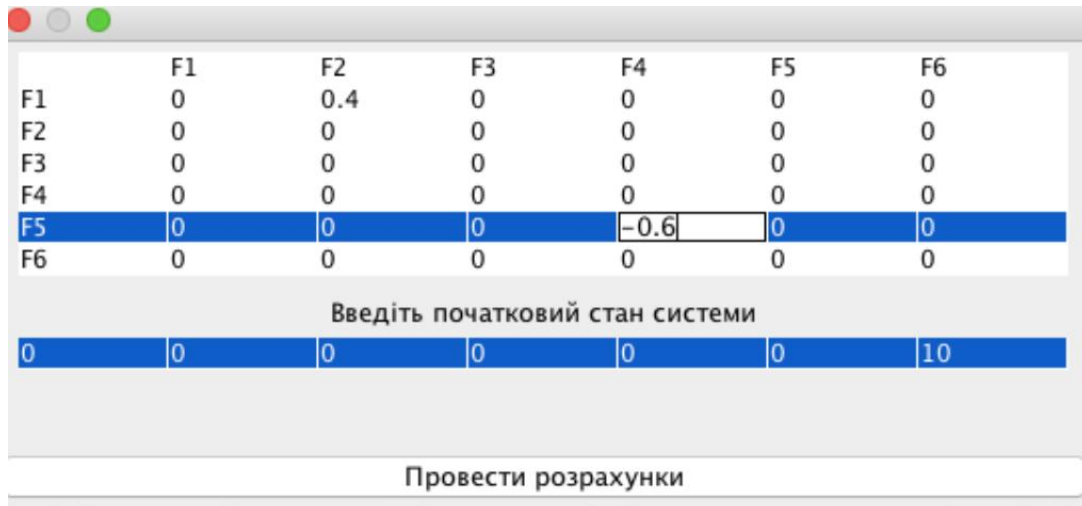 F1 F2 F3 F4 F5 F6
F1 0 0.4 0 0 0 0
F2 0 0 0 0 0 0
F3 0 0 0 0 0 0
F4 0 0 0 0 0 0
F5 0 0 0 -0.6 0 0
F6 0 0 0 0 0 0
Введіть початковий стан системи
0 0 0 0 0 0 10
Провести розрахунки